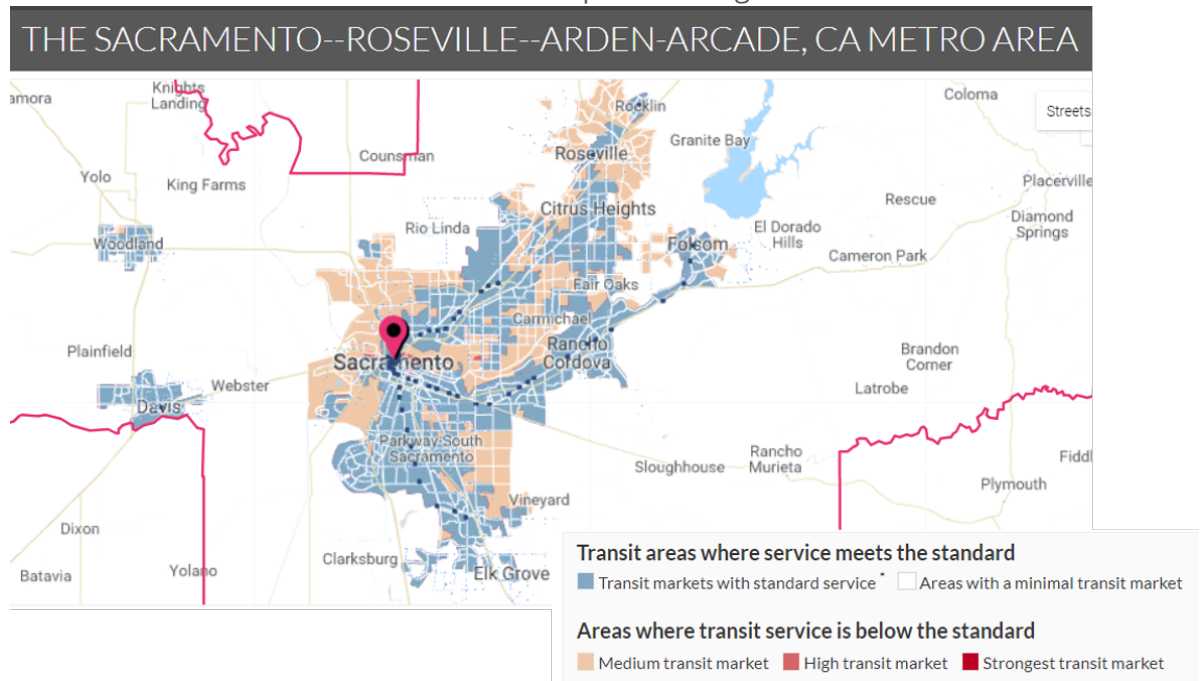 THE SACRAMENTO--ROSEVILLE--ARDEN-ARCADE, CA METRO AREA
amora
Knights
Landing
Coloma
Streets
Rocklin
Granite Bay
Counsman
Roseville
Yolo
King Farms
Placerville
Rescue
Citrus Heights
Diamond
Springs
Rio Linda
El Dorado
Hills
Woodland
Folsom
Cameron Park
Fair Oaks
Carmichael
Plainfield
Rancho
Cordova
Brandon
Corner
Sacramento
Webster
Latrobe
Davis
Parkway-South
Sacramento
Rancho
Murieta
Fiddl
Sloughhouse
Plymouth
Vineyard
Dixon
Clarksburg
Batavia
Yolano
Elk Grove
Transit areas where service meets the standard
Transit markets with standard service * Areas with a minimal transit market
Areas where transit service is below the standard
Medium transit market High transit market Strongest transit market